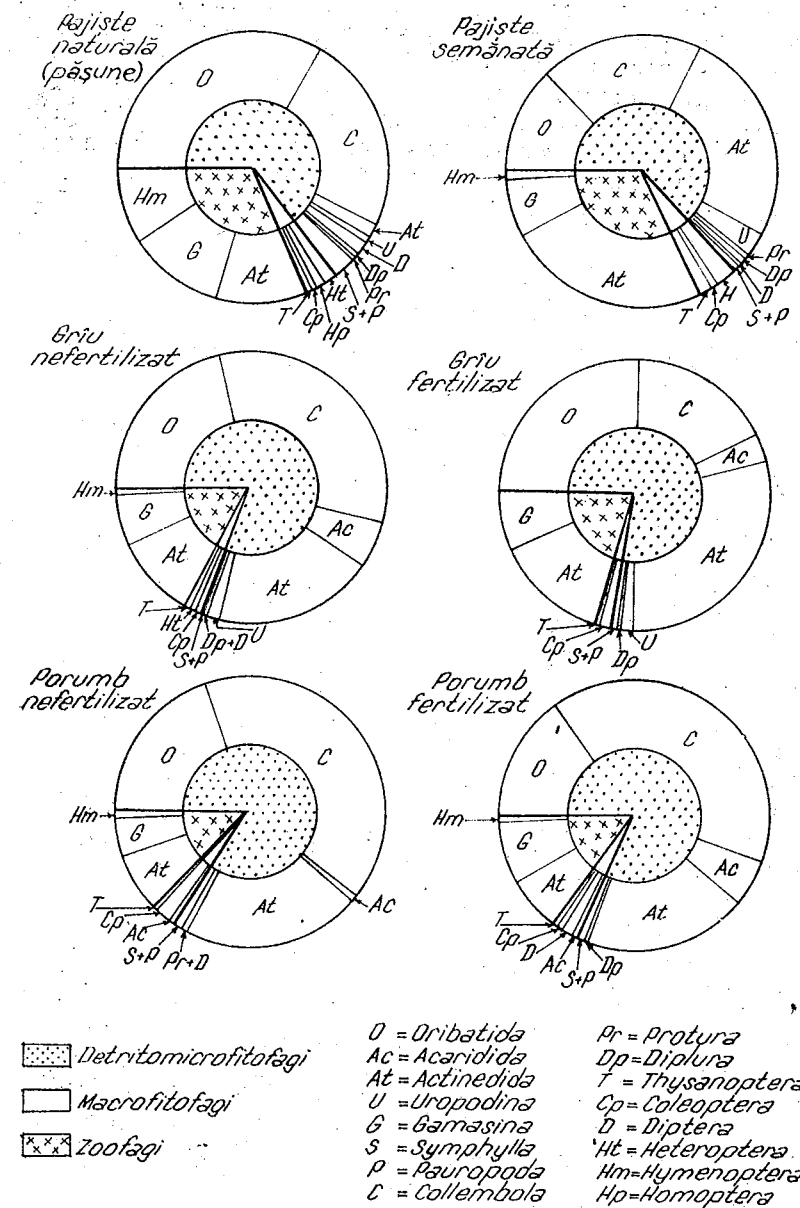 Pajişte
naturală
(păşune)
O
C
At
U
D
Dp
Pr
S+P
Ht
Hp
Cp
T
At
G
Hm
Pajişte
semănată
C
At
U
Pr
Dp
D
S+P
H
Cp
T
At
G
Hm
O
Grîu
nefertilizat
O
C
Ac
At
U
Dp+D
S+P
Cp
Ht
T
At
G
Hm
Grîu
fertilizat
O
C
Ac
At
U
Dp
S+P
Cp
T
At
G
Porumb
nefertilizat
O
C
Ac
At
Pr+D
S+P
Ac
Cp
T
At
G
Hm
Porumb
fertilizat
O
C
Ac
At
Dp
S+P
Ac
D
Cp
T
At
G
Hm
Detritomicrofitofagi
Macrofitofagi
Zoofagi
O = Oribatida
Ac = Acaridida
At = Actinedida
U = Uropodina
G = Gamasina
S = Symphylla
P = Pauropoda
C = Collembola
Pr = Protura
Dp = Diplura
T = Thysanoptera
Cp = Coleoptera
D = Diptera
Ht = Heteroptera
Hm = Hymenoptera
Hp = Homoptera